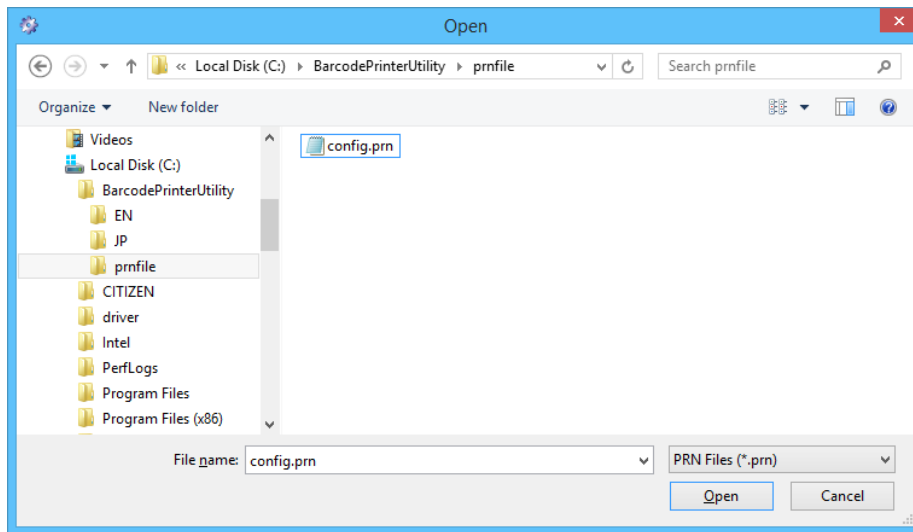 Open
« Local Disk (C:) BarcodePrinterUtility prnfile
Search prnfile
Organize
New folder
Videos
Local Disk (C:)
BarcodePrinterUtility
EN
JP
prnfile
CITIZEN
driver
Intel
PerfLogs
Program Files
Program Files (x86)
config.prn
File name: config.prn
PRN Files (*.prn)
Open
Cancel